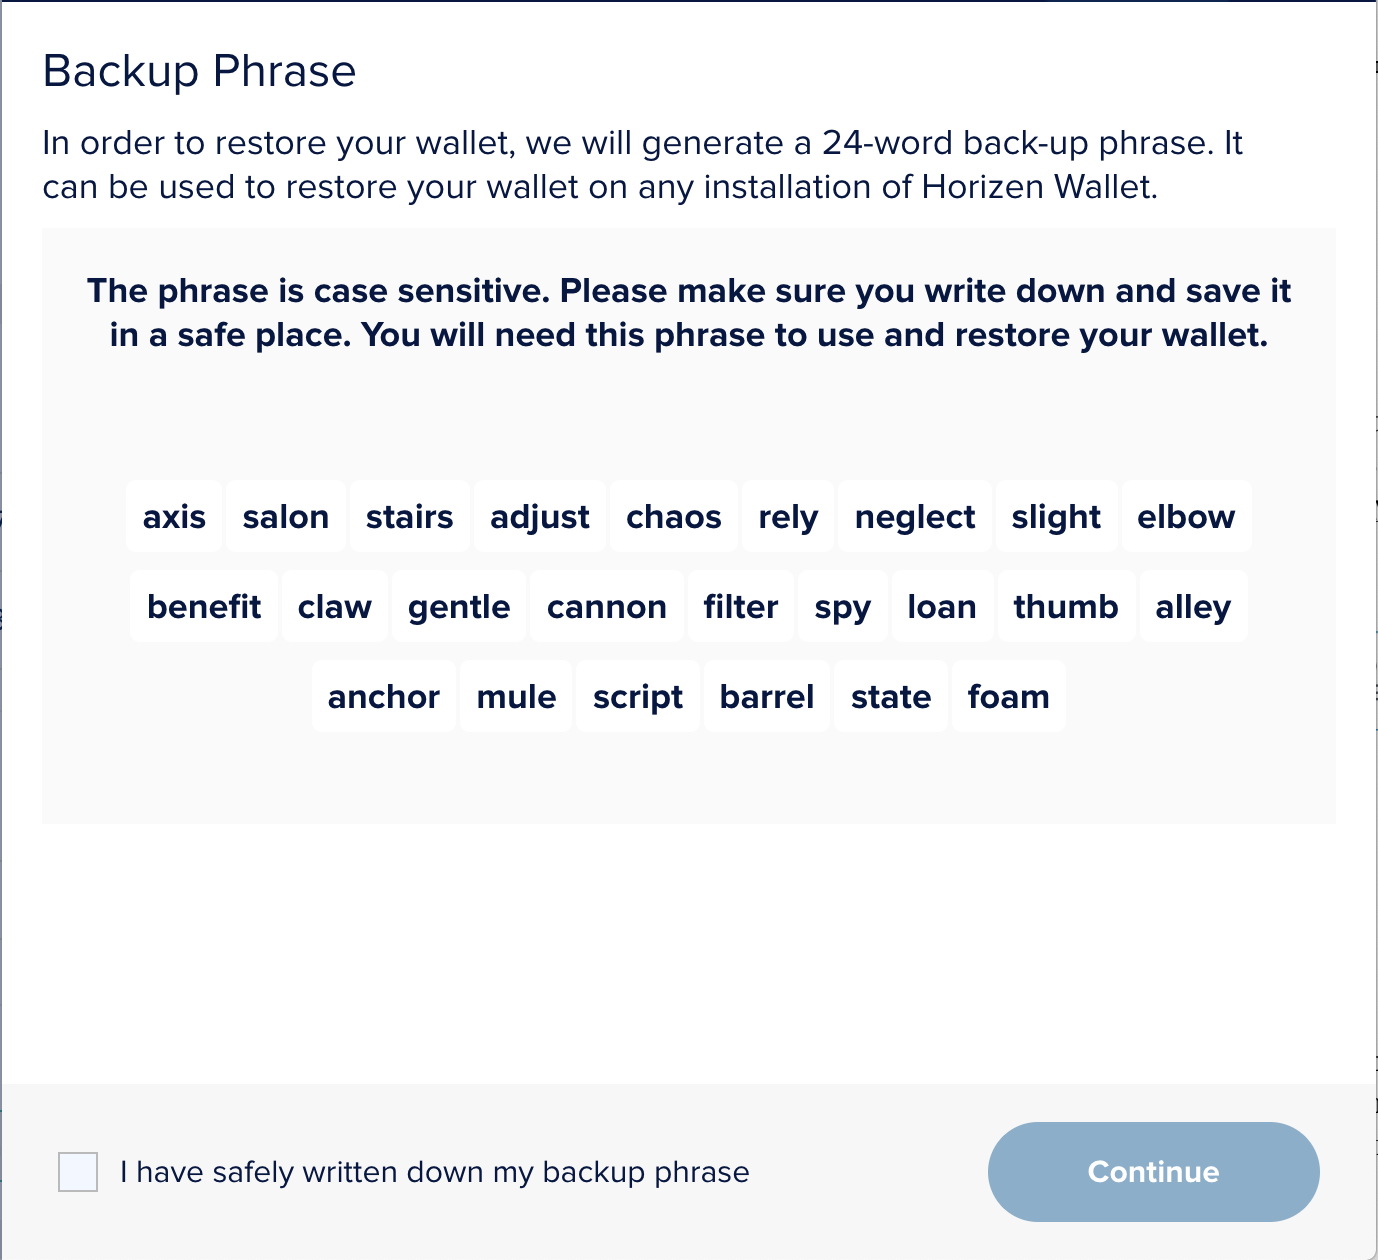 Backup Phrase
In order to restore your wallet, we will generate a 24-word back-up phrase. It
can be used to restore your wallet on any installation of Horizen Wallet.
The phrase is case sensitive. Please make sure you write down and save it
in a safe place. You will need this phrase to use and restore your wallet.
axis salon stairs adjust chaos rely neglect slight elbow
benefit claw gentle cannon filter spy loan thumb alley
anchor mule script barrel state foam
I have safely written down my backup phrase
Continue